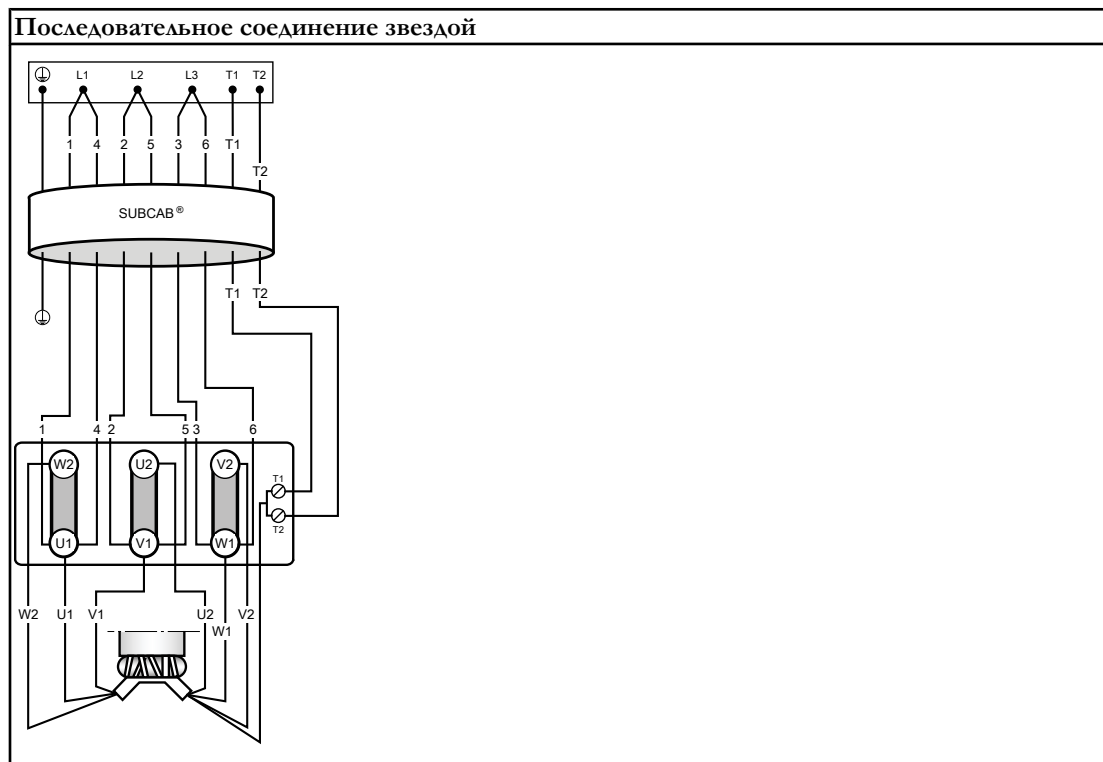 Последовательное соединение звездой
L1 L2 L3 T1 T2
1 4 2 5 3 6 T1
T2
SUBCAB®
T1 T2
1 4 2 5 3 6
W2 U2 V2
T1
T2
U1 V1 W1
W2 U1 V1 U2 V2
W1